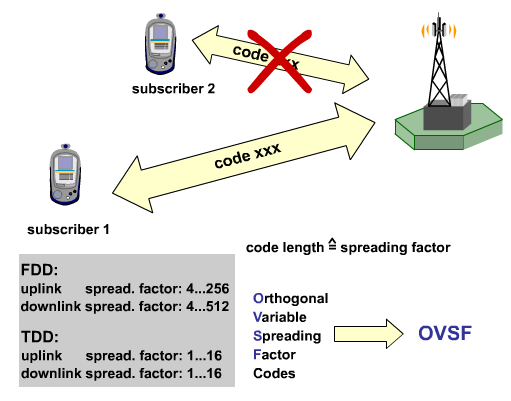 code xxx
subscriber 2
code xxx
subscriber 1
code length ≙ spreading factor
FDD:
uplink spread. factor: 4...256
downlink spread. factor: 4...512
TDD:
uplink spread. factor: 1...16
downlink spread. factor: 1...16
Orthogonal
Variable
Spreading
Factor
Codes
OVSF